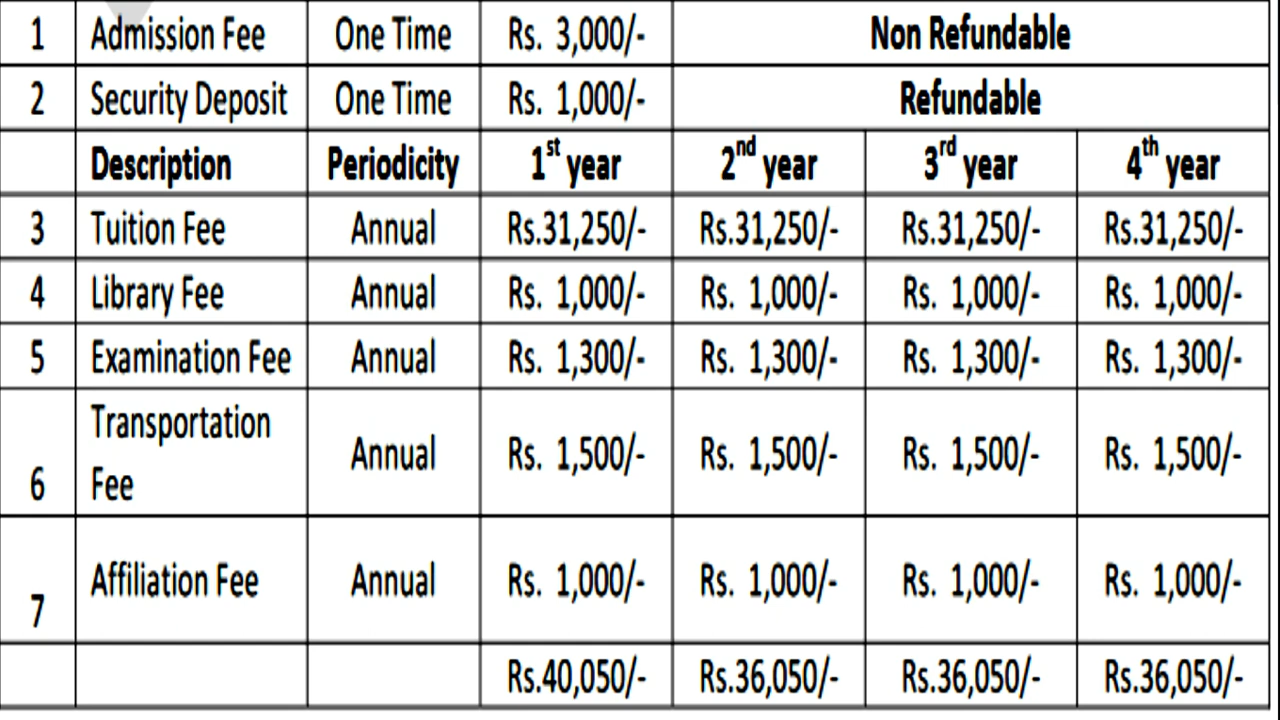 1 Admission Fee One Time Rs. 3,000/- Non Refundable
2 Security Deposit One Time Rs. 1,000/- Refundable
Description Periodicity 1st year 2nd year 3rd year 4th year
3 Tuition Fee Annual Rs.31,250/- Rs.31,250/- Rs.31,250/- Rs.31,250/-
4 Library Fee Annual Rs. 1,000/- Rs. 1,000/- Rs. 1,000/- Rs. 1,000/-
5 Examination Fee Annual Rs. 1,300/- Rs. 1,300/- Rs. 1,300/- Rs. 1,300/-
Transportation
6 Fee Annual Rs. 1,500/- Rs. 1,500/- Rs. 1,500/- Rs. 1,500/-
7 Affiliation Fee Annual Rs. 1,000/- Rs. 1,000/- Rs. 1,000/- Rs. 1,000/-
Rs.40,050/- Rs.36,050/- Rs.36,050/- Rs.36,050/-